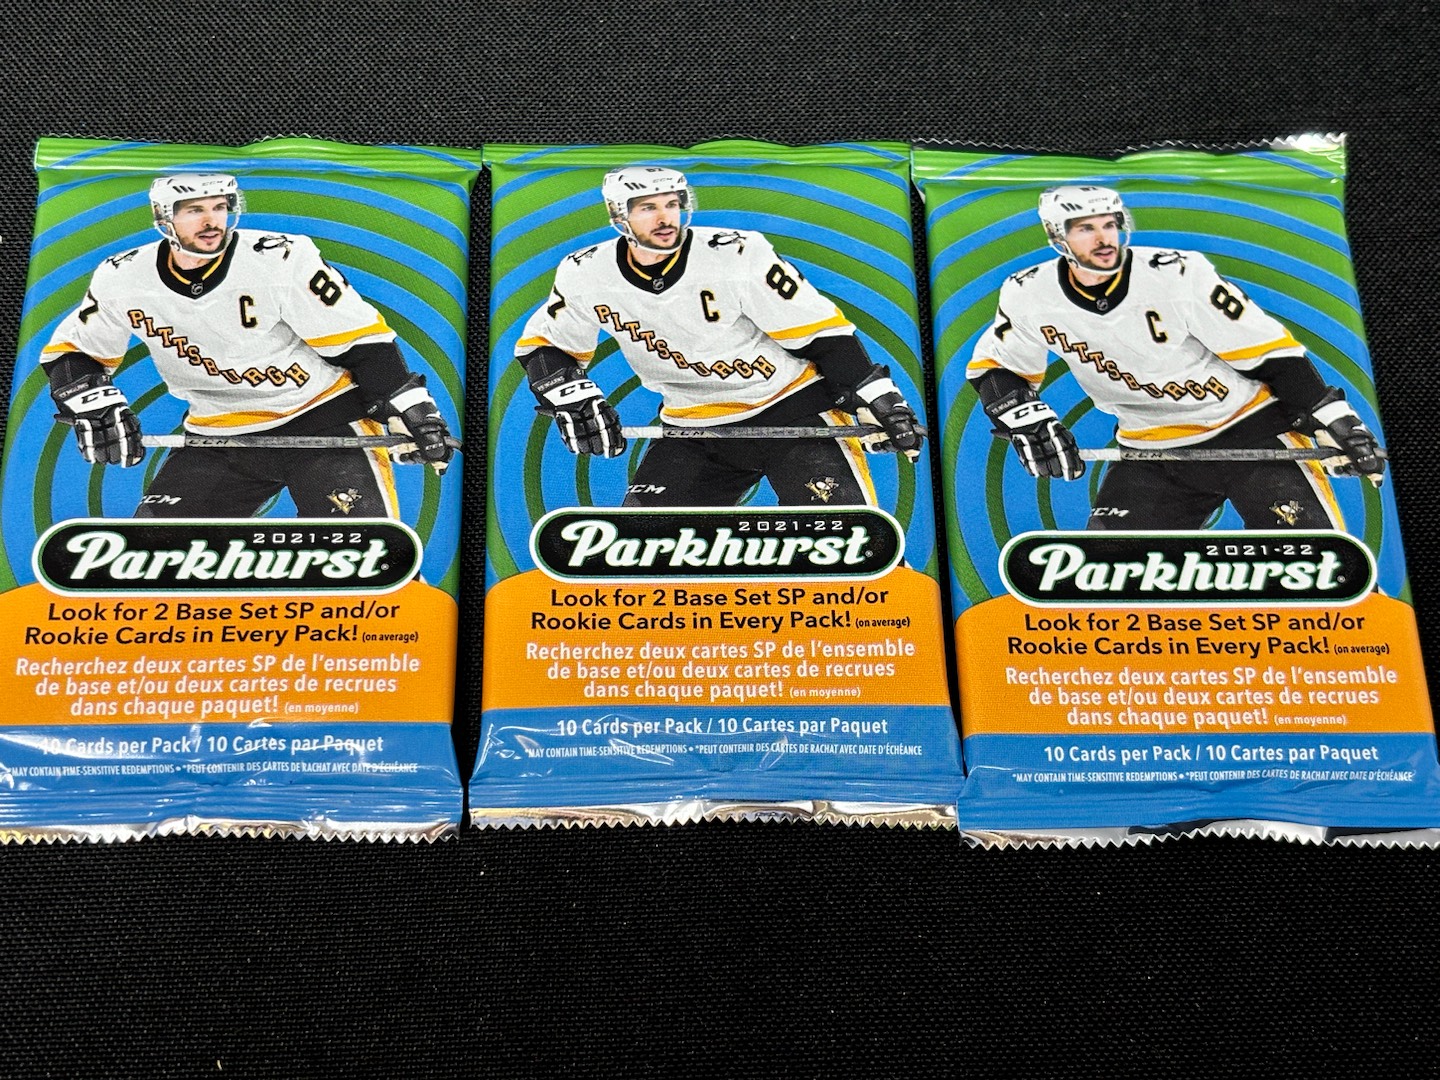 87
C
8
PITTSBURGH
CCM
CCM
CCM
2021-22
Parkhurst
Look for 2 Base Set SP and/or
Rookie Cards in Every Pack! (on average)
Recherchez deux cartes SP de l'ensemble
de base et/ou deux cartes de recrues
dans chaque paquet! (en moyenne)
10 Cards per Pack / 10 Cartes par Paquet
*MAY CONTAIN TIME-SENSITIVE REDEMPTIONS • *PEUT CONTENIR DES CARTES DE RACHAT AVEC DATE D'ÉCHÉANCE
87
C
8
PITTSBURGH
CCM
CCM
CCM
2021-22
Parkhurst
Look for 2 Base Set SP and/or
Rookie Cards in Every Pack! (on average)
Recherchez deux cartes SP de l'ensemble
de base et/ou deux cartes de recrues
dans chaque paquet! (en moyenne)
10 Cards per Pack / 10 Cartes par Paquet
*MAY CONTAIN TIME-SENSITIVE REDEMPTIONS • *PEUT CONTENIR DES CARTES DE RACHAT AVEC DATE D'ÉCHÉANCE
87
C
8
PITTSBURGH
CCM
CCM
CCM
2021-22
Parkhurst
Look for 2 Base Set SP and/or
Rookie Cards in Every Pack! (on average)
Recherchez deux cartes SP de l'ensemble
de base et/ou deux cartes de recrues
dans chaque paquet! (en moyenne)
10 Cards per Pack / 10 Cartes par Paquet
*MAY CONTAIN TIME-SENSITIVE REDEMPTIONS • *PEUT CONTENIR DES CARTES DE RACHAT AVEC DATE D'ÉCHÉANCE